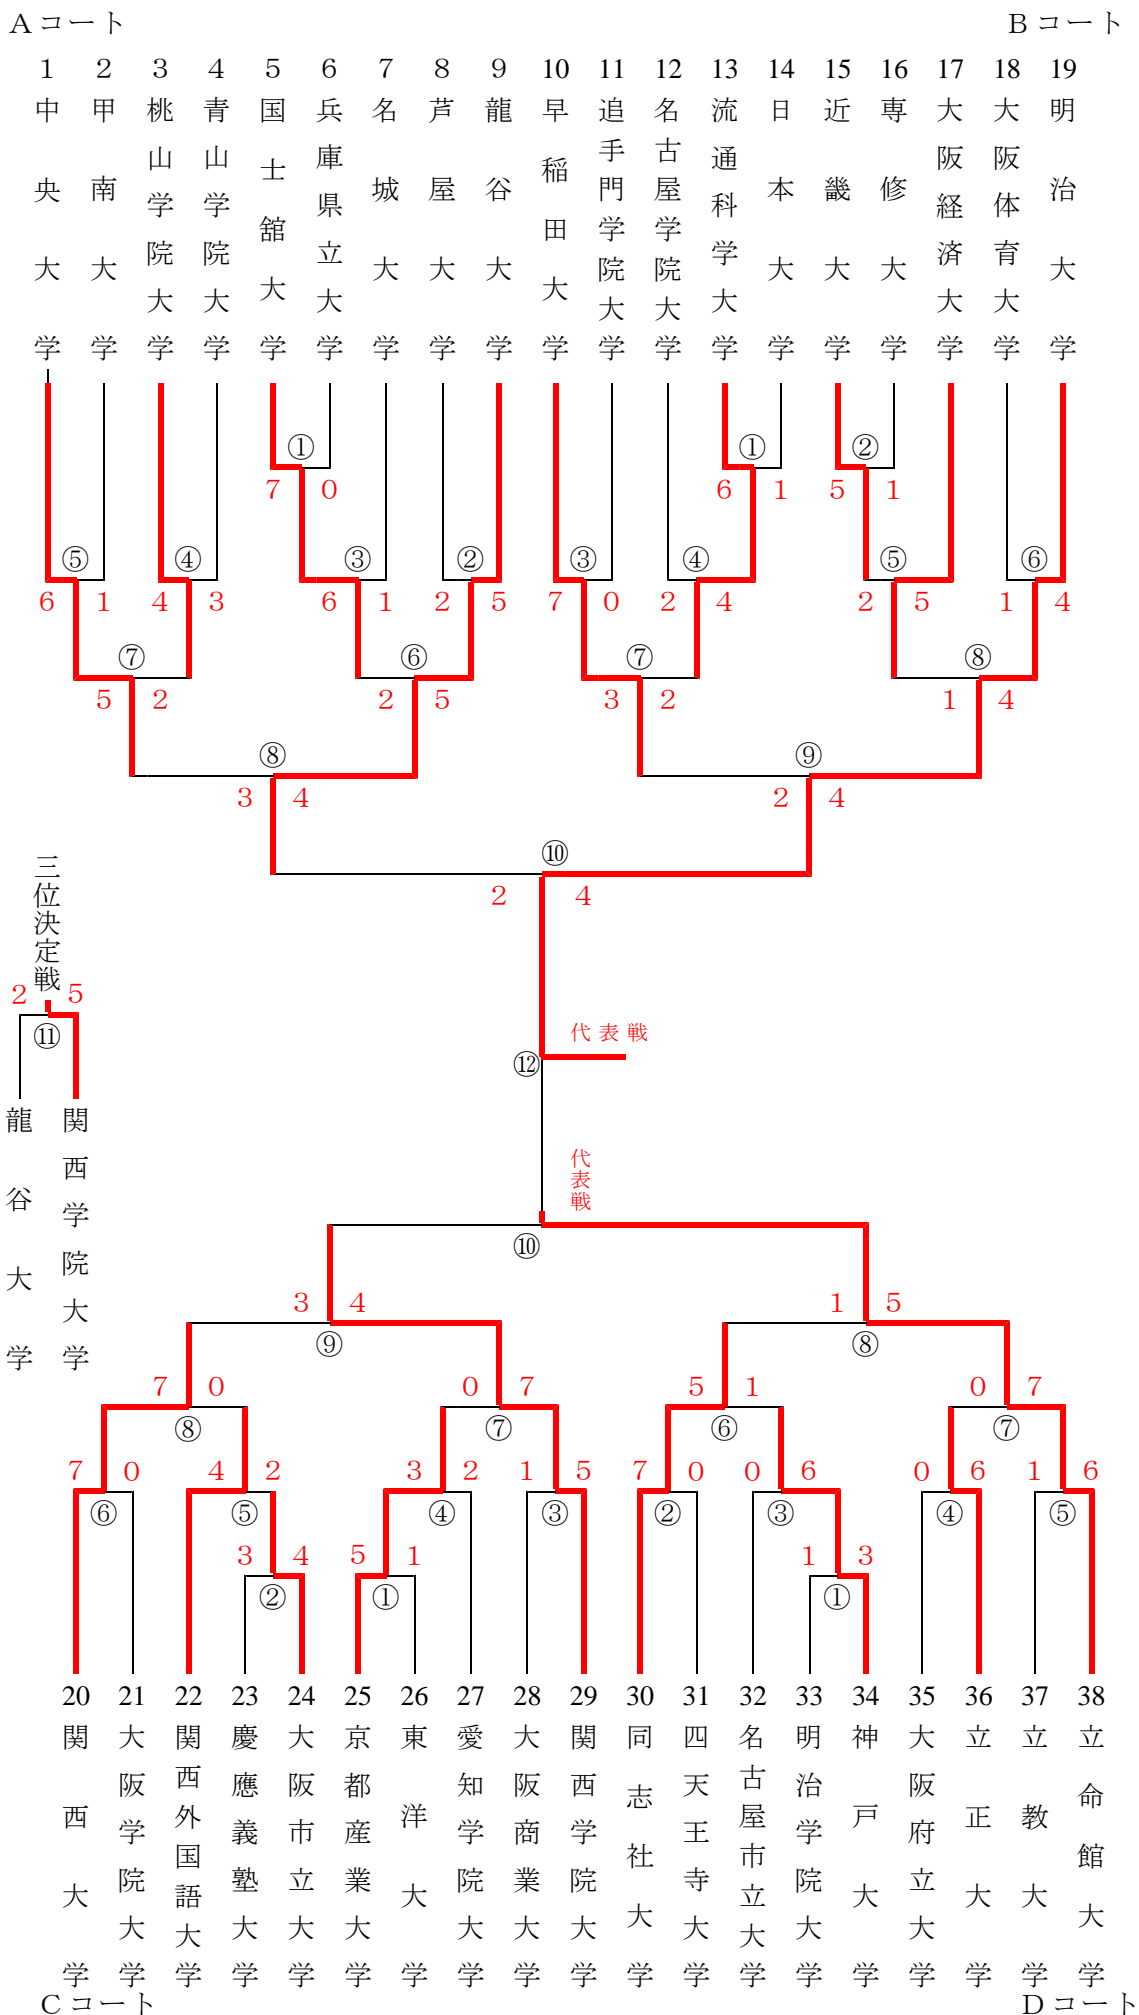 Aコート
Bコート
1 2 3 4 5 6 7 8 9 10 11 12 13 14 15 16 17 18 19
中央大学
甲南大学
桃山学院大学
青山学院大学
国士舘大学
兵庫県立大学
名城大学
芦屋大学
龍谷大学
早稲田大学
追手門学院大学
名古屋学院大学
流通科学大学
日本大学
近畿大学
専修大学
大阪経済大学
大阪体育大学
明治大学
① ① ②
7 0 6 1 5 1
⑤ ④ ③ ② ③ ④ ⑤ ⑥
6 1 4 3 6 1 2 5 7 0 2 4 2 5 1 4
⑦ ⑥ ⑦ ⑧
5 2 2 5 3 2 1 4
⑧ ⑨
3 4 2 4
⑩
2 4
三位決定戦
2 5
⑪
龍谷大学
関西学院大学
代表戦
⑫
代表戦
⑩
3 4 1 5
⑨ ⑧
7 0 0 7 5 1 0 7
⑧ ⑦ ⑥ ⑦
7 0 4 2 3 2 1 5 7 0 0 6 0 6 1 6
⑥ ⑤ ④ ③ ② ③ ④ ⑤
3 4 5 1 1 3
② ① ①
20 21 22 23 24 25 26 27 28 29 30 31 32 33 34 35 36 37 38
関西大学
大阪学院大学
関西外国語大学
慶應義塾大学
大阪市立大学
京都産業大学
東洋大学
愛知学院大学
大阪商業大学
関西学院大学
同志社大学
四天王寺大学
名古屋市立大学
明治学院大学
神戸大学
大阪府立大学
立正大学
立教大学
立命館大学
Cコート
Dコート